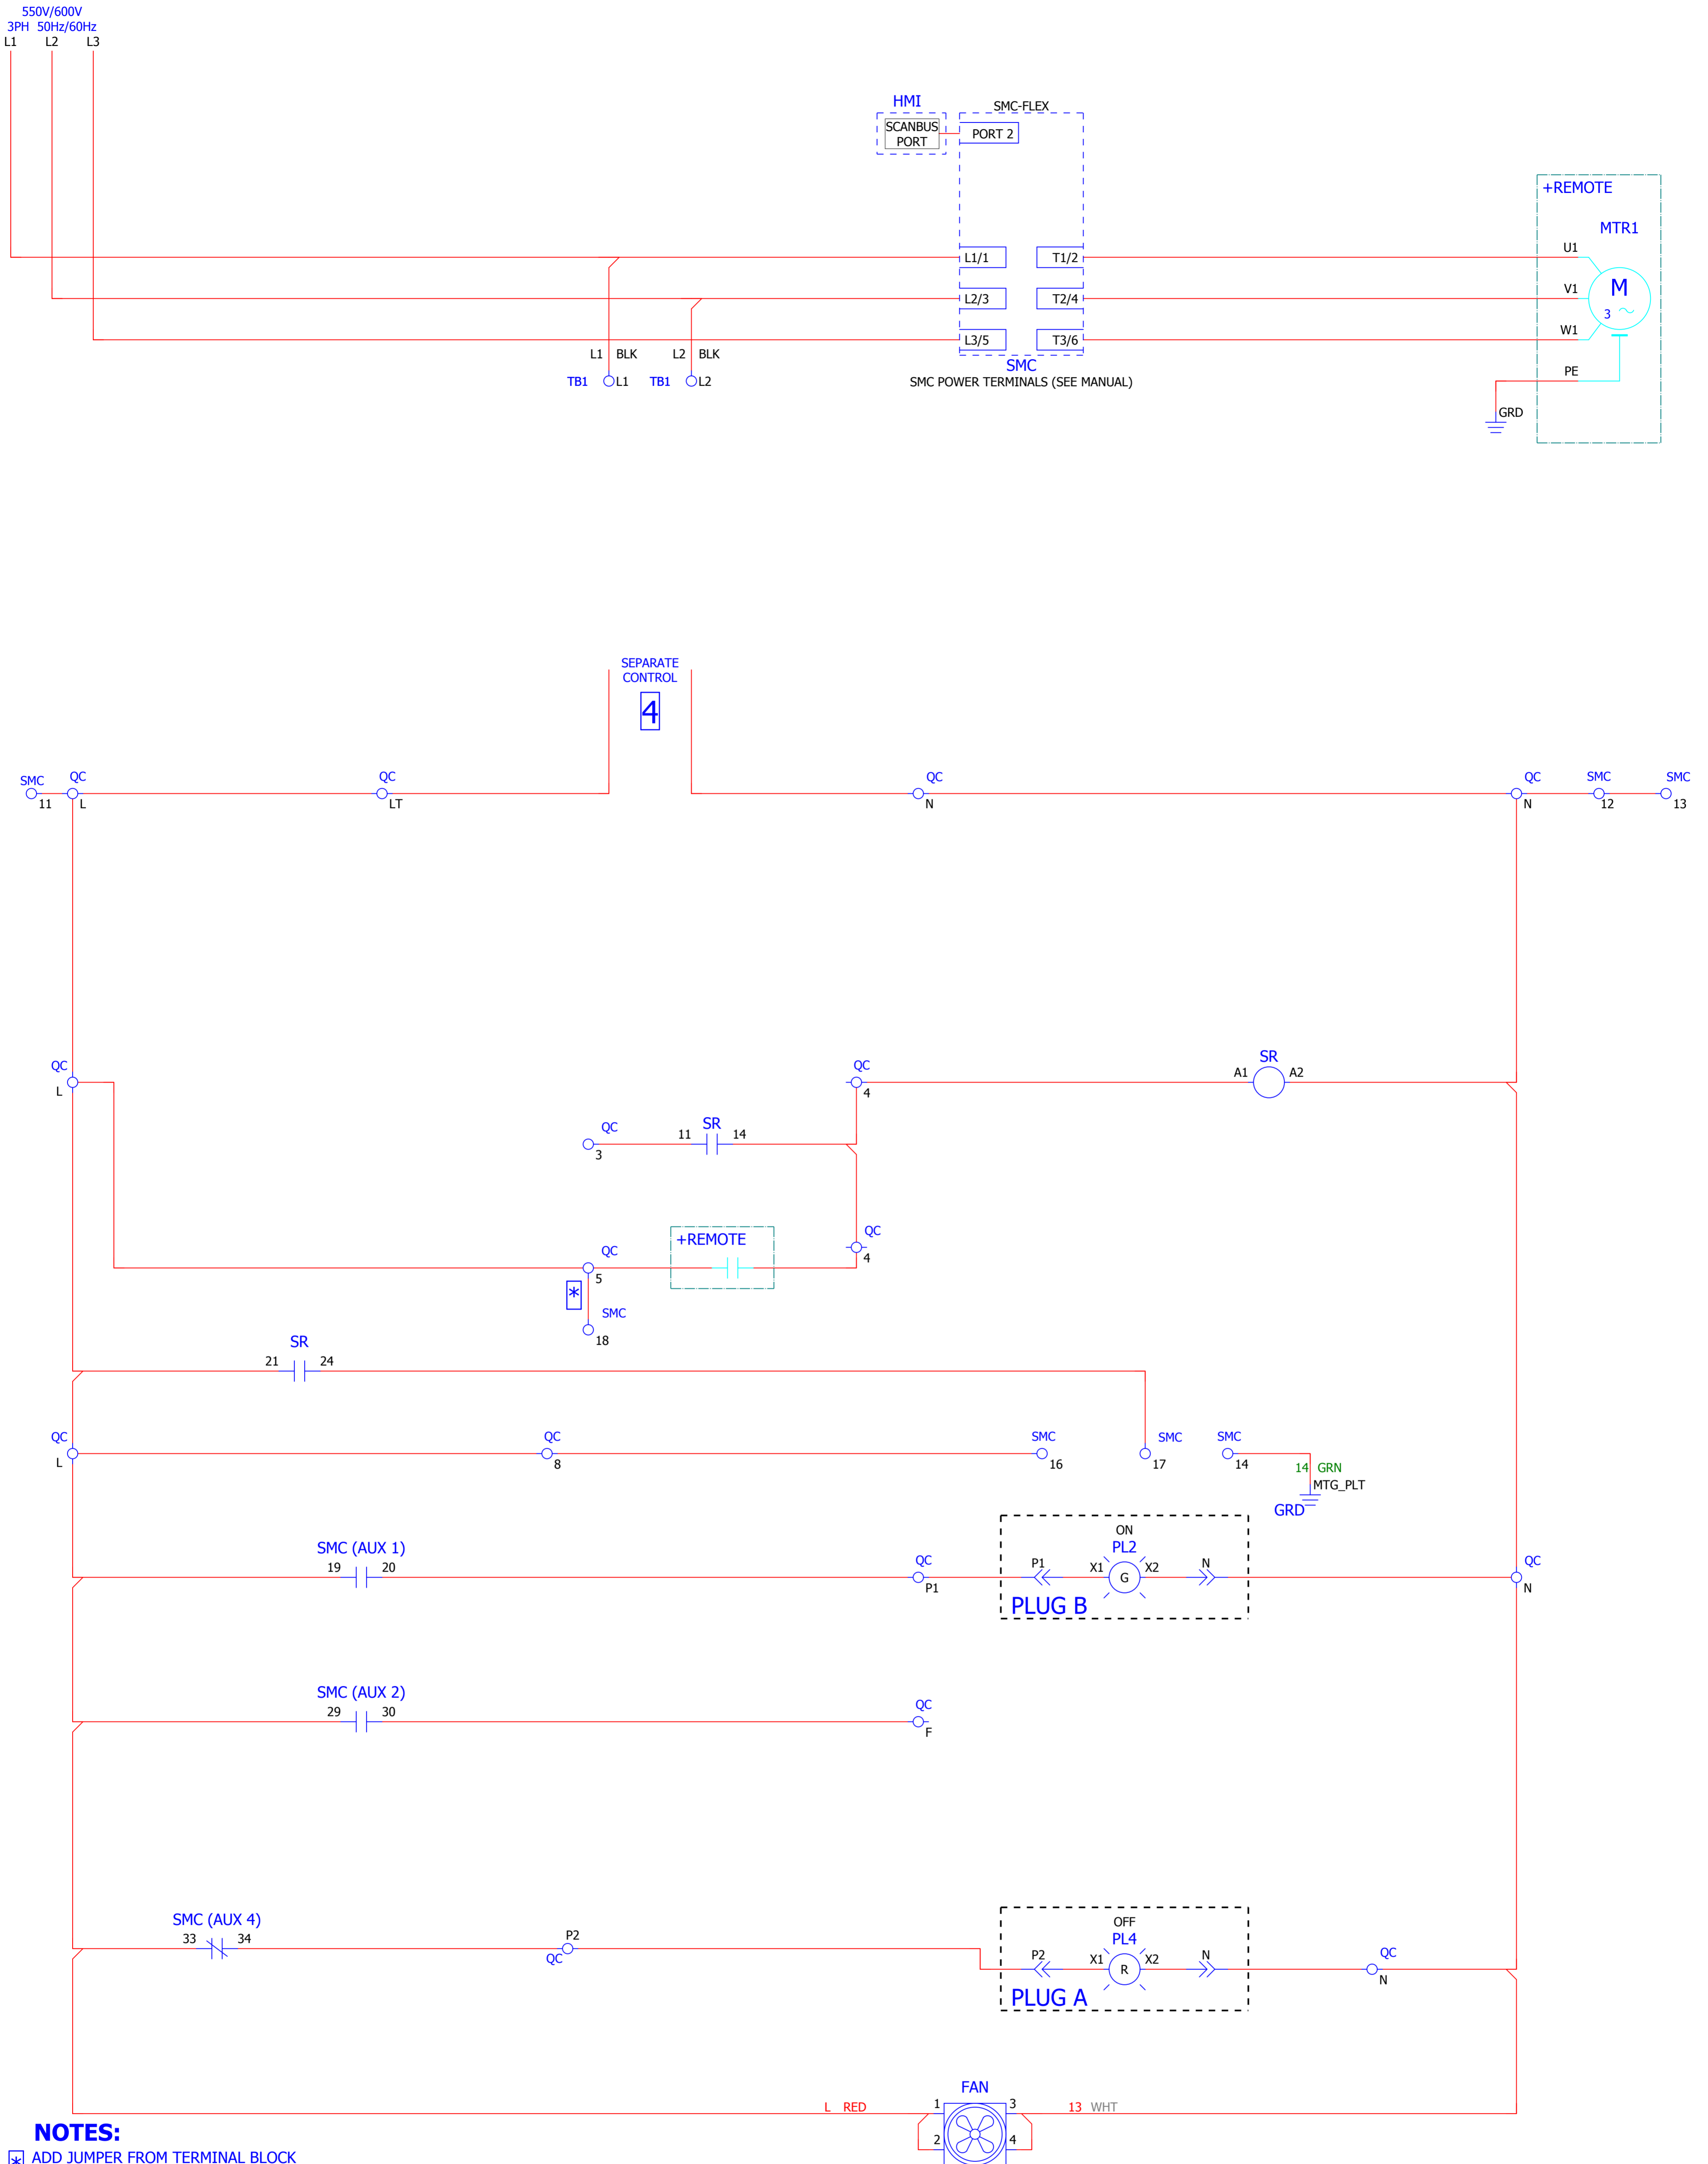 550V/600V
3PH 50Hz/60Hz
L1 L2 L3
HMI
SCANBUS
PORT
SMC-FLEX
PORT 2
+REMOTE
MTR1
L1/1 T1/2 U1
L2/3 T2/4 V1
M
3
L3/5 T3/6 W1
L1 BLK L2 BLK
TB1 L1 TB1 L2
SMC
SMC POWER TERMINALS (SEE MANUAL)
PE
GRD
SEPARATE
CONTROL
4
SMC QC QC QC QC SMC SMC
11 L LT N N 12 13
QC QC SR
L 4 A1 A2
QC SR
3 11 14
QC
+REMOTE
4
QC
5
*
SMC
18
SR
21 24
QC QC SMC SMC SMC
L 8 16 17 14
14 GRN
MTG_PLT
GRD
ON
SMC (AUX 1) PL2
19 20 QC P1 X1 G X2 N QC
P1 N
PLUG B
SMC (AUX 2)
29 30 QC
F
OFF
SMC (AUX 4) PL4
33 34 P2 P2 X1 R X2 N QC
QC N
PLUG A
FAN
L RED 1 3 13 WHT
2 4
NOTES:
* ADD JUMPER FROM TERMINAL BLOCK